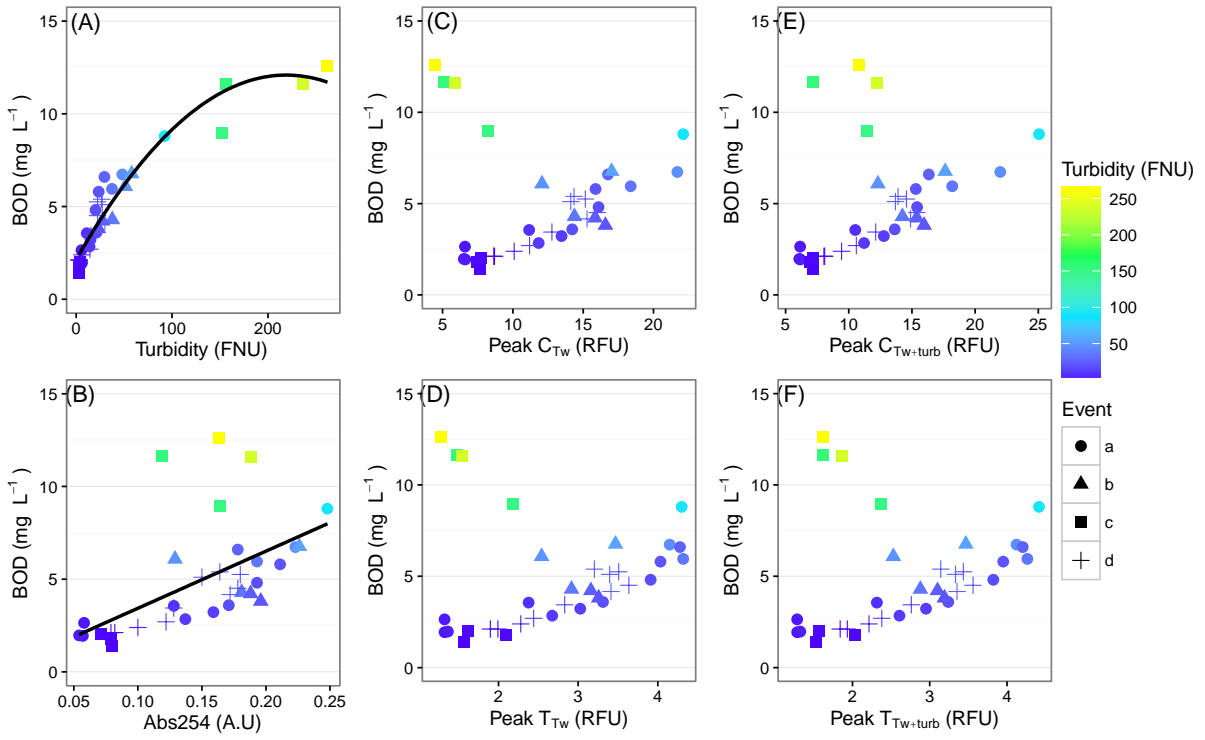 (A)
15
10
5
0
BOD (mg L⁻¹)
0 100 200
Turbidity (FNU)
(C)
15
10
5
0
BOD (mg L⁻¹)
5 10 15 20
Peak C_Tw (RFU)
(E)
15
10
5
0
BOD (mg L⁻¹)
5 10 15 20 25
Peak C_Tw+turb (RFU)
(B)
15
10
5
0
BOD (mg L⁻¹)
0.05 0.10 0.15 0.20 0.25
Abs254 (A.U)
(D)
15
10
5
0
BOD (mg L⁻¹)
2 3 4
Peak T_Tw (RFU)
(F)
15
10
5
0
BOD (mg L⁻¹)
2 3 4
Peak T_Tw+turb (RFU)
Turbidity (FNU)
250
200
150
100
50
Event
a
b
c
d